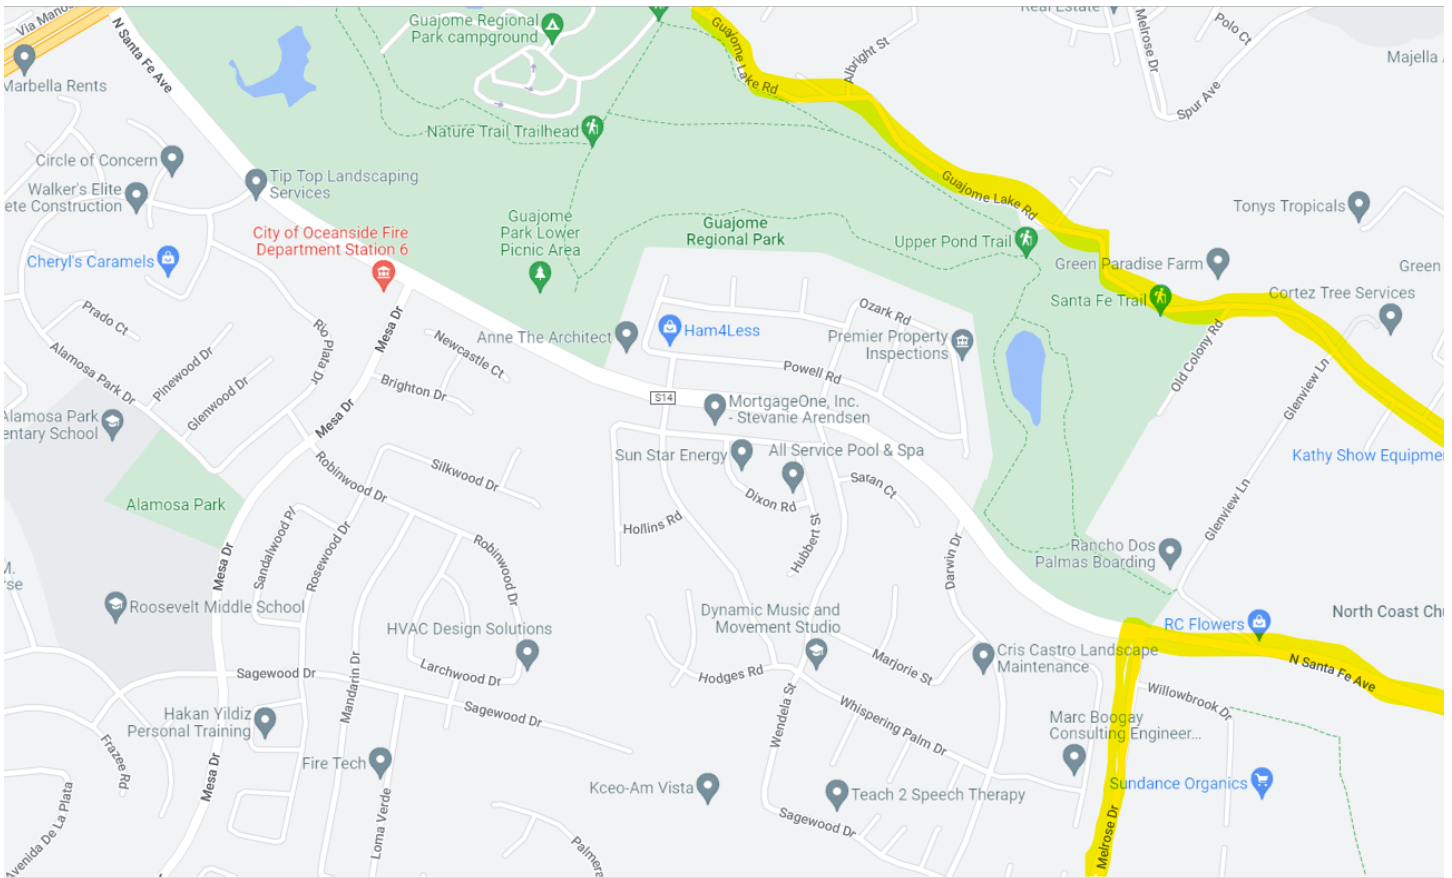 Via Mano
N Santa Fe Ave
Marbella Rents
Guajome Regional
Park campground
Guajome Lake Rd
Albright St
Real Estate
Melrose Dr
Polo Ct
Spur Ave
Majella
Nature Trail Trailhead
Circle of Concern
Walker's Elite
ete Construction
Tip Top Landscaping
Services
Guajome Lake Rd
Tonys Tropicals
City of Oceanside Fire
Department Station 6
Guajome
Park Lower
Picnic Area
Guajome
Regional Park
Upper Pond Trail
Cheryl's Caramels
Green Paradise Farm
Green
Cortez Tree Services
Santa Fe Trail
Prado Ct
Rio Plata Dr
Mesa Dr
Newcastle Ct
Anne The Architect
Ham4Less
Ozark Rd
Premier Property
Inspections
Old Colony Rd
Alamosa Park Dr
Pinewood Dr
Glenwood Dr
Brighton Dr
Powell Rd
Glenview Ln
S14
MortgageOne, Inc.
- Stevanie Arendsen
Alamosa Park
entary School
Mesa Dr
Sun Star Energy
All Service Pool & Spa
Kathy Show Equipme
Robinwood Dr
Silkwood Dr
Satan Ct
Dixon Rd
Alamosa Park
Hollins Rd
Hubbert St
Glenview Ln
Sandalwood Pl
Rosewood Dr
Mesa Dr
Robinwood Dr
Darwin Dr
Rancho Dos
Palmas Boarding
M.
rse
Roosevelt Middle School
Dynamic Music and
Movement Studio
RC Flowers
North Coast Chu
HVAC Design Solutions
Cris Castro Landscape
Maintenance
N Santa Fe Ave
Sagewood Dr
Mandarin Dr
Larchwood Dr
Hodges Rd
Marjorie St
Willowbrook Dr
Hakan Yildiz
Personal Training
Sagewood Dr
Wendela St
Whispering Palm Dr
Marc Boogay
Consulting Engineer...
Frazee Rd
Mesa Dr
Fire Tech
Kceo-Am Vista
Teach 2 Speech Therapy
Sundance Organics
Avenida De La Plata
Loma Verde
Sagewood Dr
Palmera
Melrose Dr